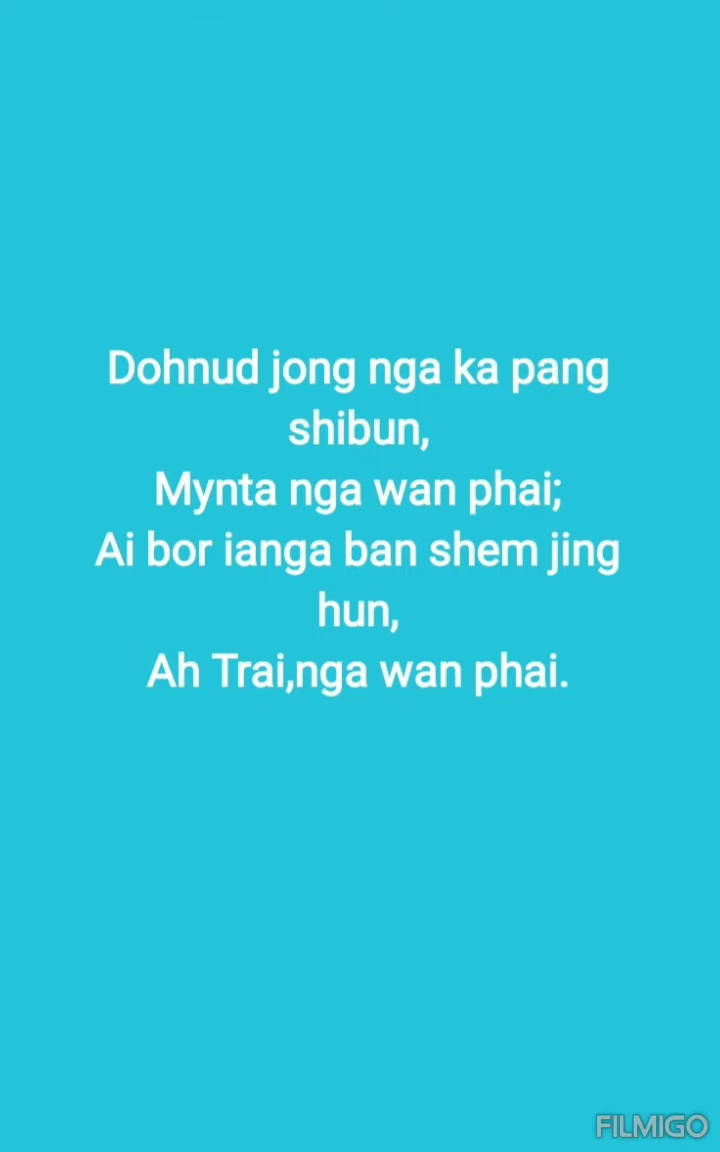 Dohnud jong nga ka pang
shibun,
Mynta nga wan phai;
Ai bor ianga ban shem jing
hun,
Ah Trai,nga wan phai.
FILMIGO